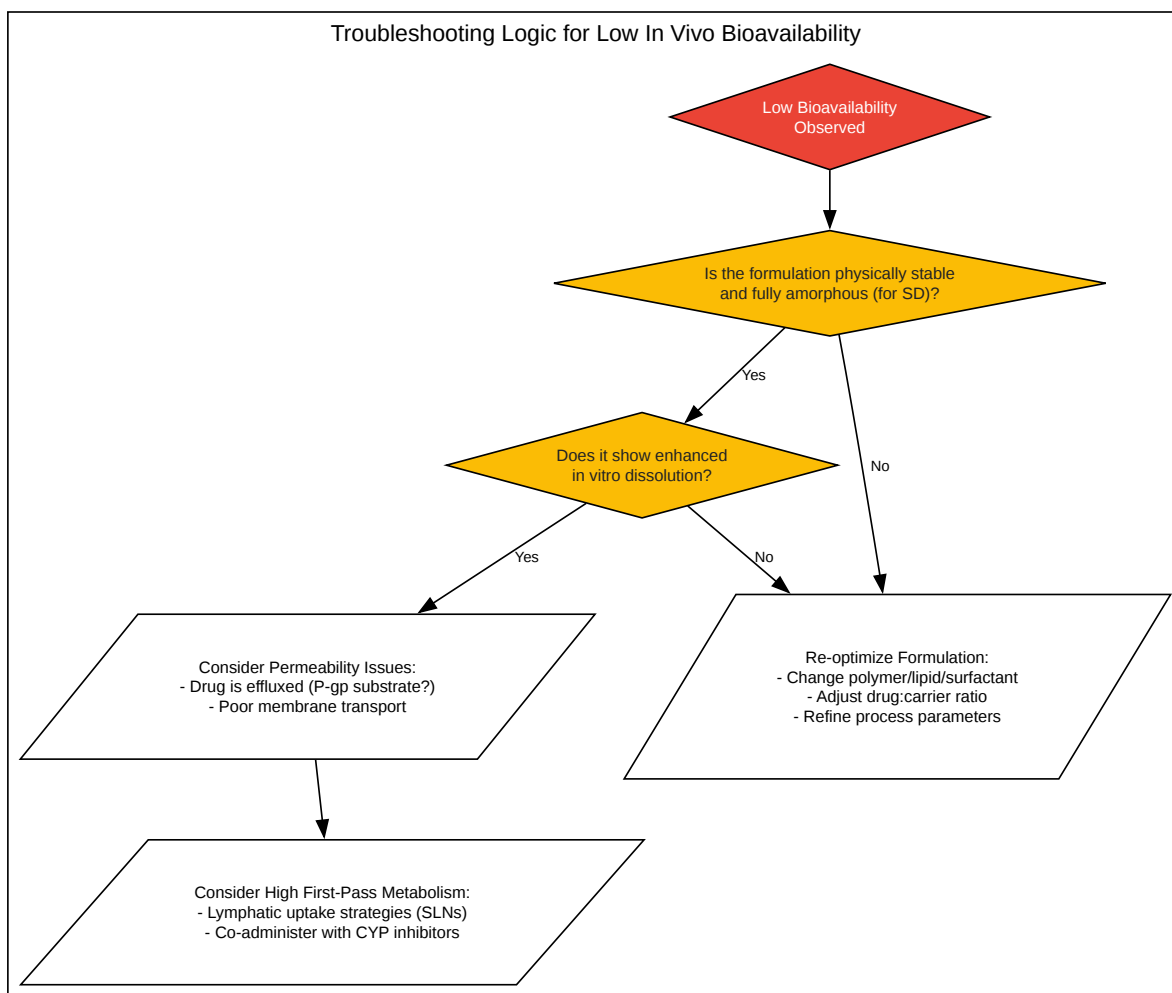 Troubleshooting Logic for Low In Vivo Bioavailability
Low Bioavailability
Observed
Is the formulation physically stable
and fully amorphous (for SD)?
Yes
Does it show enhanced
in vitro dissolution?
No
Yes
No
Consider Permeability Issues:
- Drug is effluxed (P-gp substrate?)
- Poor membrane transport
Re-optimize Formulation:
- Change polymer/lipid/surfactant
- Adjust drug:carrier ratio
- Refine process parameters
Consider High First-Pass Metabolism:
- Lymphatic uptake strategies (SLNs)
- Co-administer with CYP inhibitors